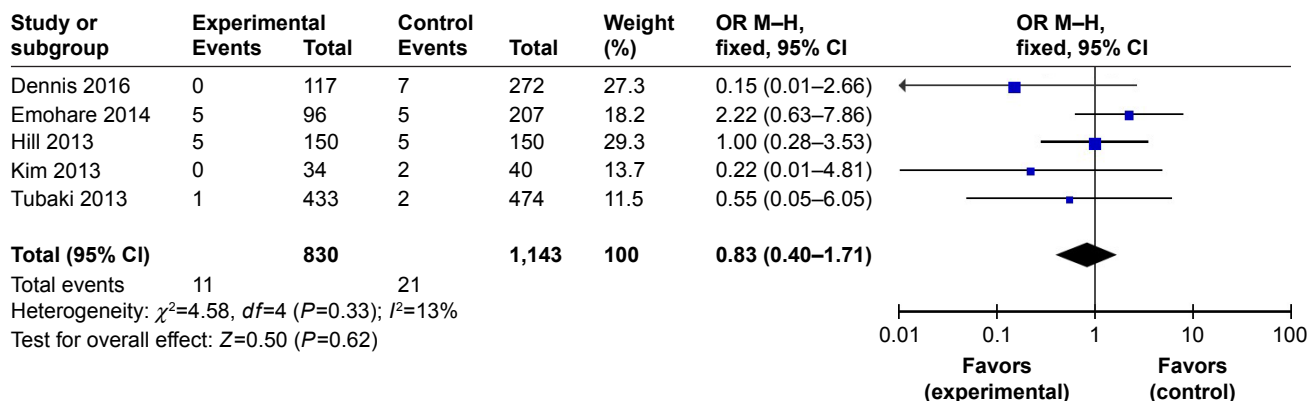 Study or Experimental Control Weight OR M–H, OR M–H,
subgroup Events Total Events Total (%) fixed, 95% CI fixed, 95% CI
Dennis 2016 0 117 7 272 27.3 0.15 (0.01–2.66)
Emohare 2014 5 96 5 207 18.2 2.22 (0.63–7.86)
Hill 2013 5 150 5 150 29.3 1.00 (0.28–3.53)
Kim 2013 0 34 2 40 13.7 0.22 (0.01–4.81)
Tubaki 2013 1 433 2 474 11.5 0.55 (0.05–6.05)
Total (95% CI) 830 1,143 100 0.83 (0.40–1.71)
Total events 11 21
Heterogeneity: χ²=4.58, df=4 (P=0.33); I²=13%
Test for overall effect: Z=0.50 (P=0.62)
0.01 0.1 1 10 100
Favors Favors
(experimental) (control)